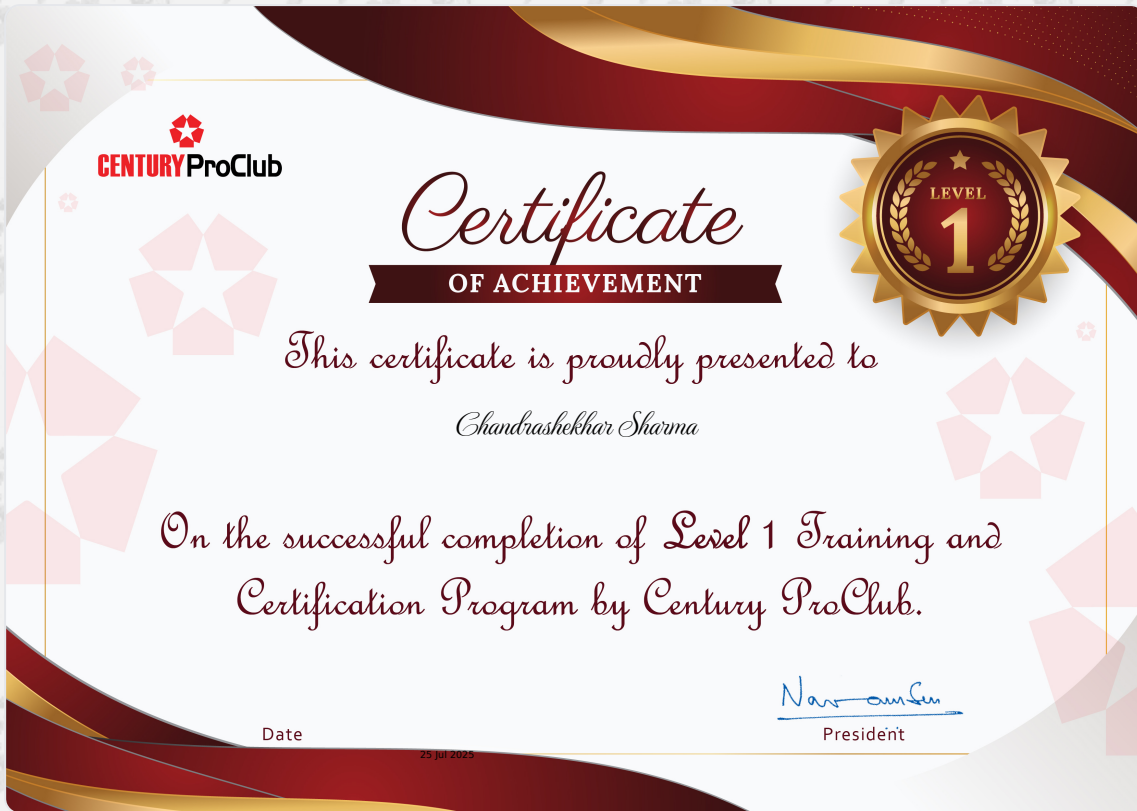 CENTURY ProClub
LEVEL
1
Certificate
OF ACHIEVEMENT
This certificate is proudly presented to
Chandrashekhar Sharma
On the successful completion of Level 1 Training and
Certification Program by Century ProClub.
Date
President
25 Jul 2025